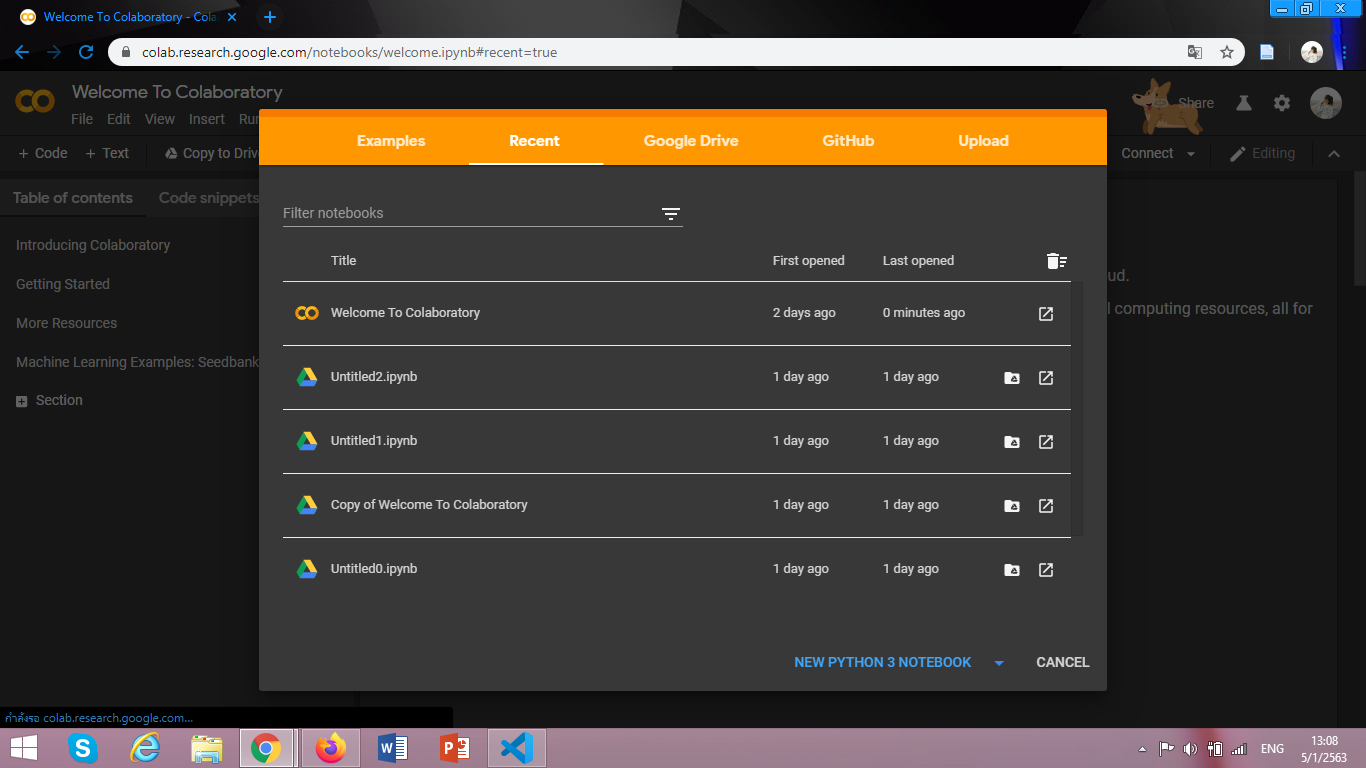 Welcome To Colaboratory - Cola
colab.research.google.com/notebooks/welcome.ipynb#recent=true
Welcome To Colaboratory
File Edit View Insert Run
Share
+ Code + Text Copy to Drive
Connect Editing
Examples Recent Google Drive GitHub Upload
Table of contents Code snippets
Introducing Colaboratory
Getting Started
More Resources
Machine Learning Examples: Seedbank
Section
ud.
l computing resources, all for
Filter notebooks
Title First opened Last opened
Welcome To Colaboratory 2 days ago 0 minutes ago
Untitled2.ipynb 1 day ago 1 day ago
Untitled1.ipynb 1 day ago 1 day ago
Copy of Welcome To Colaboratory 1 day ago 1 day ago
Untitled0.ipynb 1 day ago 1 day ago
NEW PYTHON 3 NOTEBOOK CANCEL
กำลังรอ colab.research.google.com...
ENG
13:08
5/1/2563